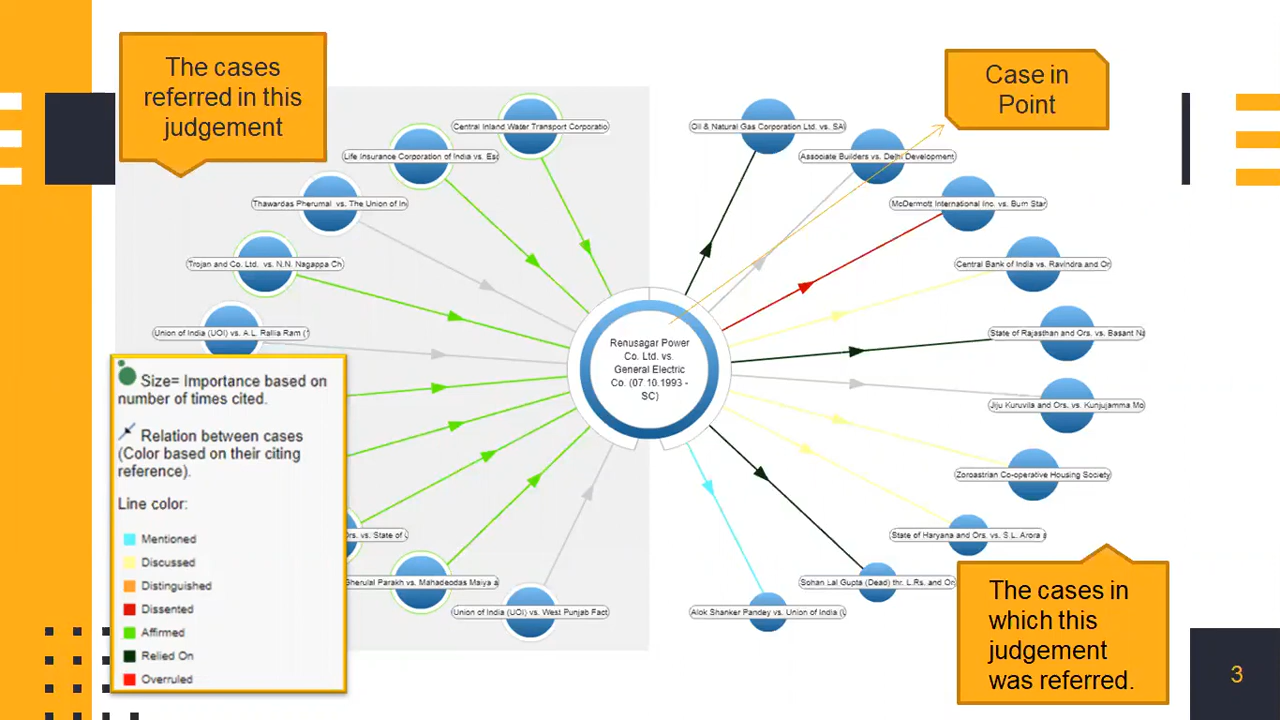 The cases
referred in this
judgement
Case in
Point
Central Inland Water Transport Corporatio
Life Insurance Corporation of India vs. Es
Thawardas Pherumal vs. The Union of In
Trojan and Co. Ltd. vs. N.N. Nagappa Ch
Union of India (UOI) vs. A.L. Rallia Ram (
Oil & Natural Gas Corporation Ltd. vs. SA
Associate Builders vs. Delhi Development
McDermott International Inc. vs. Burn Stan
Central Bank of India vs. Ravindra and Or
State of Rajasthan and Ors. vs. Basant Na
Jiju Kuruvila and Ors. vs. Kunjujamma Mo
Zoroastrian Co-operative Housing Society
State of Haryana and Ors. vs. S.L. Arora a
Sohan Lal Gupta (Dead) thr. L.Rs. and Or
Alok Shanker Pandey vs. Union of India (
Renusagar Power
Co. Ltd. vs.
General Electric
Co. (07 10.1993 -
SC)
Size= Importance based on
number of times cited.
Relation between cases
(Color based on their citing
reference).
Line color:
Mentioned
Discussed
Distinguished
Dissented
Affirmed
Relied On
Overruled
rs. vs. State of
Gherulal Parakh vs. Mahadeodas Maiya a
Union of India (UOI) vs. West Punjab Fact
The cases in
which this
judgement
was referred.
3